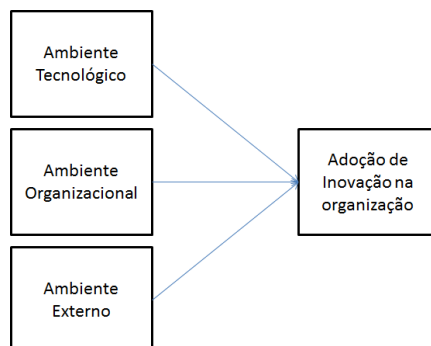 Ambiente
Tecnológico
Ambiente
Organizacional
Ambiente
Externo
Adoção de
Inovação na
organização